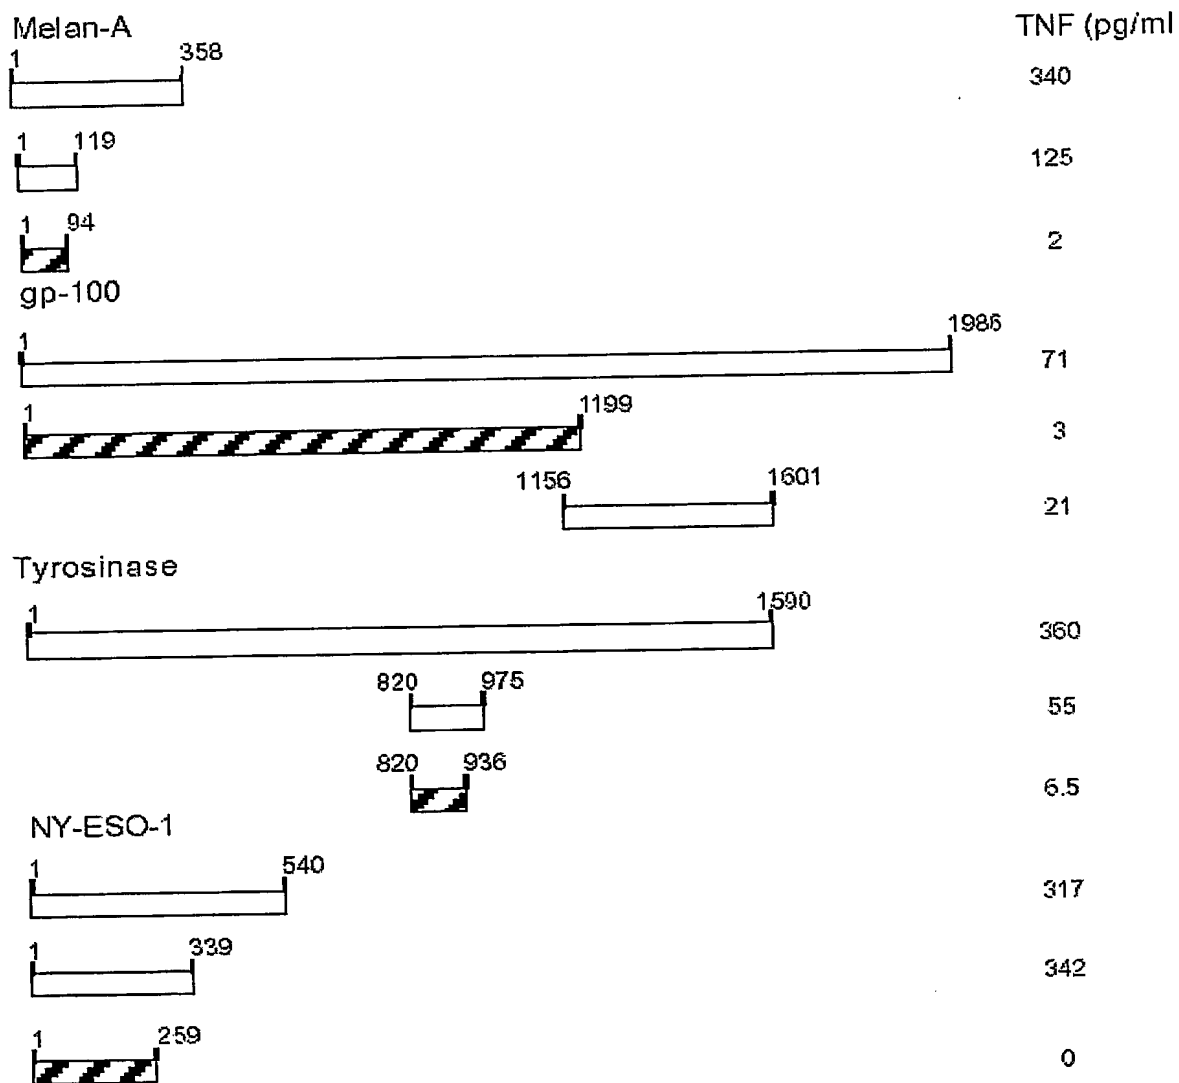 Melan-A TNF (pg/ml
1 358 340
1 119 125
1 94 2
gp-100
1 1986 71
1 1199 3
1156 1601 21
Tyrosinase
1 1590 360
820 975 55
820 936 6.5
NY-ESO-1
1 540 317
1 339 342
1 259 0